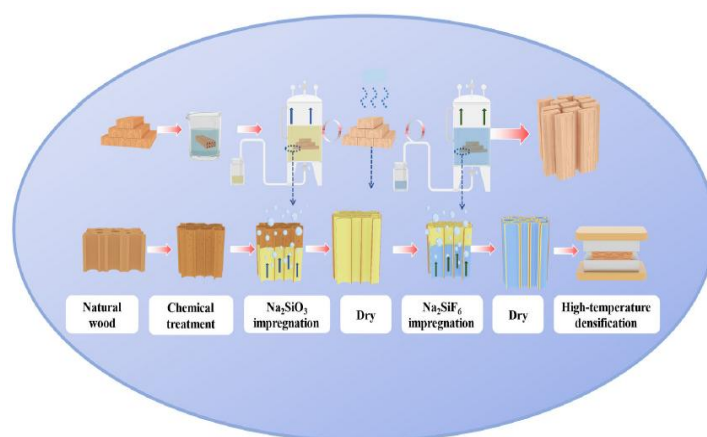 Natural
wood
Chemical
treatment
Na₂SiO₃
impregnation
Dry
Na₂SiF₆
impregnation
Dry
High-temperature
densification